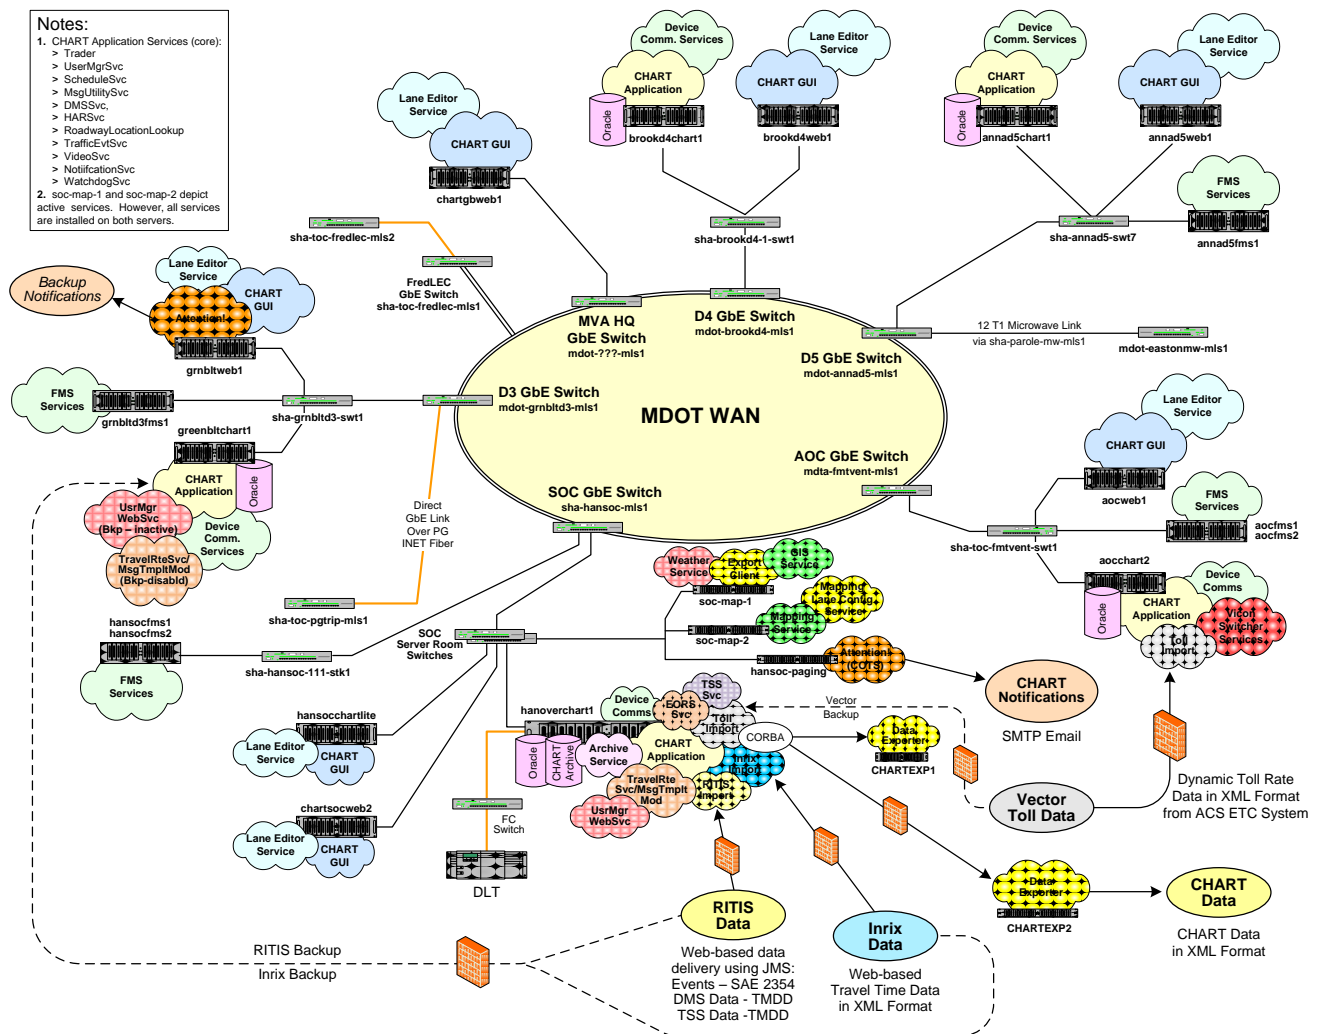 Notes:
1. CHART Application Services (core):
> Trader
> UserMgrSvc
> ScheduleSvc
> MsgUtilitySvc
> DMSSvc,
> HARSvc
> RoadwayLocationLookup
> TrafficEvtSvc
> VideoSvc
> NotiifcationSvc
> WatchdogSvc
2. soc-map-1 and soc-map-2 depict
active services. However, all services
are installed on both servers.
Lane Editor
Service
CHART GUI
chartgbweb1
Device
Comm. Services
CHART
Application
Oracle
brookd4chart1
Lane Editor
Service
CHART GUI
brookd4web1
Device
Comm. Services
CHART
Application
Oracle
annad5chart1
Lane Editor
Service
CHART GUI
annad5web1
FMS
Services
annad5fms1
sha-toc-fredlec-mls2
sha-brookd4-1-swt1
sha-annad5-swt7
FredLEC
GbE Switch
sha-toc-fredlec-mls1
Backup
Notifications
Lane Editor
Service
CHART
GUI
Attention!
grnbltweb1
MVA HQ
GbE Switch
mdot-???-mls1
D4 GbE Switch
mdot-brookd4-mls1
D5 GbE Switch
mdot-annad5-mls1
12 T1 Microwave Link
via sha-parole-mw-mls1
mdot-eastonmw-mls1
FMS
Services
grnbltd3fms1
sha-grnbltd3-swt1
D3 GbE Switch
mdot-grnbltd3-mls1
MDOT WAN
greenbltchart1
CHART
Application
Oracle
UsrMgr
WebSvc
(Bkp – inactive)
Device
Comm.
Services
TravelRteSvc/
MsgTmpltMod
(Bkp-disabld)
Direct
GbE Link
Over PG
INET Fiber
SOC GbE Switch
sha-hansoc-mls1
AOC GbE Switch
mdta-fmtvent-mls1
Lane Editor
Service
CHART GUI
aocweb1
FMS
Services
aocfms1
aocfms2
sha-toc-fmtvent-swt1
aocchart2
Oracle
CHART
Application
Device
Comms
Vicon
Switcher
Services
Toll
Import
sha-toc-pgtrip-mls1
hansocfms1
hansocfms2
FMS
Services
sha-hansoc-111-stk1
SOC
Server Room
Switches
Weather
Service
Export
Client
GIS
Service
soc-map-1
Mapping
Lane Config
Service
Mapping
Service
soc-map-2
Attention!
(COTS)
hansoc-paging
CHART
Notifications
SMTP Email
hansocchartlite
Lane Editor
Service
CHART
GUI
chartsocweb2
Lane Editor
Service
CHART
GUI
hanoverchart1
Device
Comms
EORS
Svc
TSS
Svc
Toll
Import
CORBA
Oracle
CHART
Archive
Archive
Service
CHART
Application
Inrix
Import
TravelRte
Svc/MsgTmplt
Mod
RITIS
Import
UsrMgr
WebSvc
FC
Switch
DLT
Vector
Backup
Data
Exporter
CHARTEXP1
Vector
Toll Data
Dynamic Toll Rate
Data in XML Format
from ACS ETC System
Data
Exporter
CHARTEXP2
CHART
Data
CHART Data
in XML Format
RITIS
Data
Web-based data
delivery using JMS:
Events – SAE 2354
DMS Data - TMDD
TSS Data -TMDD
Inrix
Data
Web-based
Travel Time Data
in XML Format
RITIS Backup
Inrix Backup